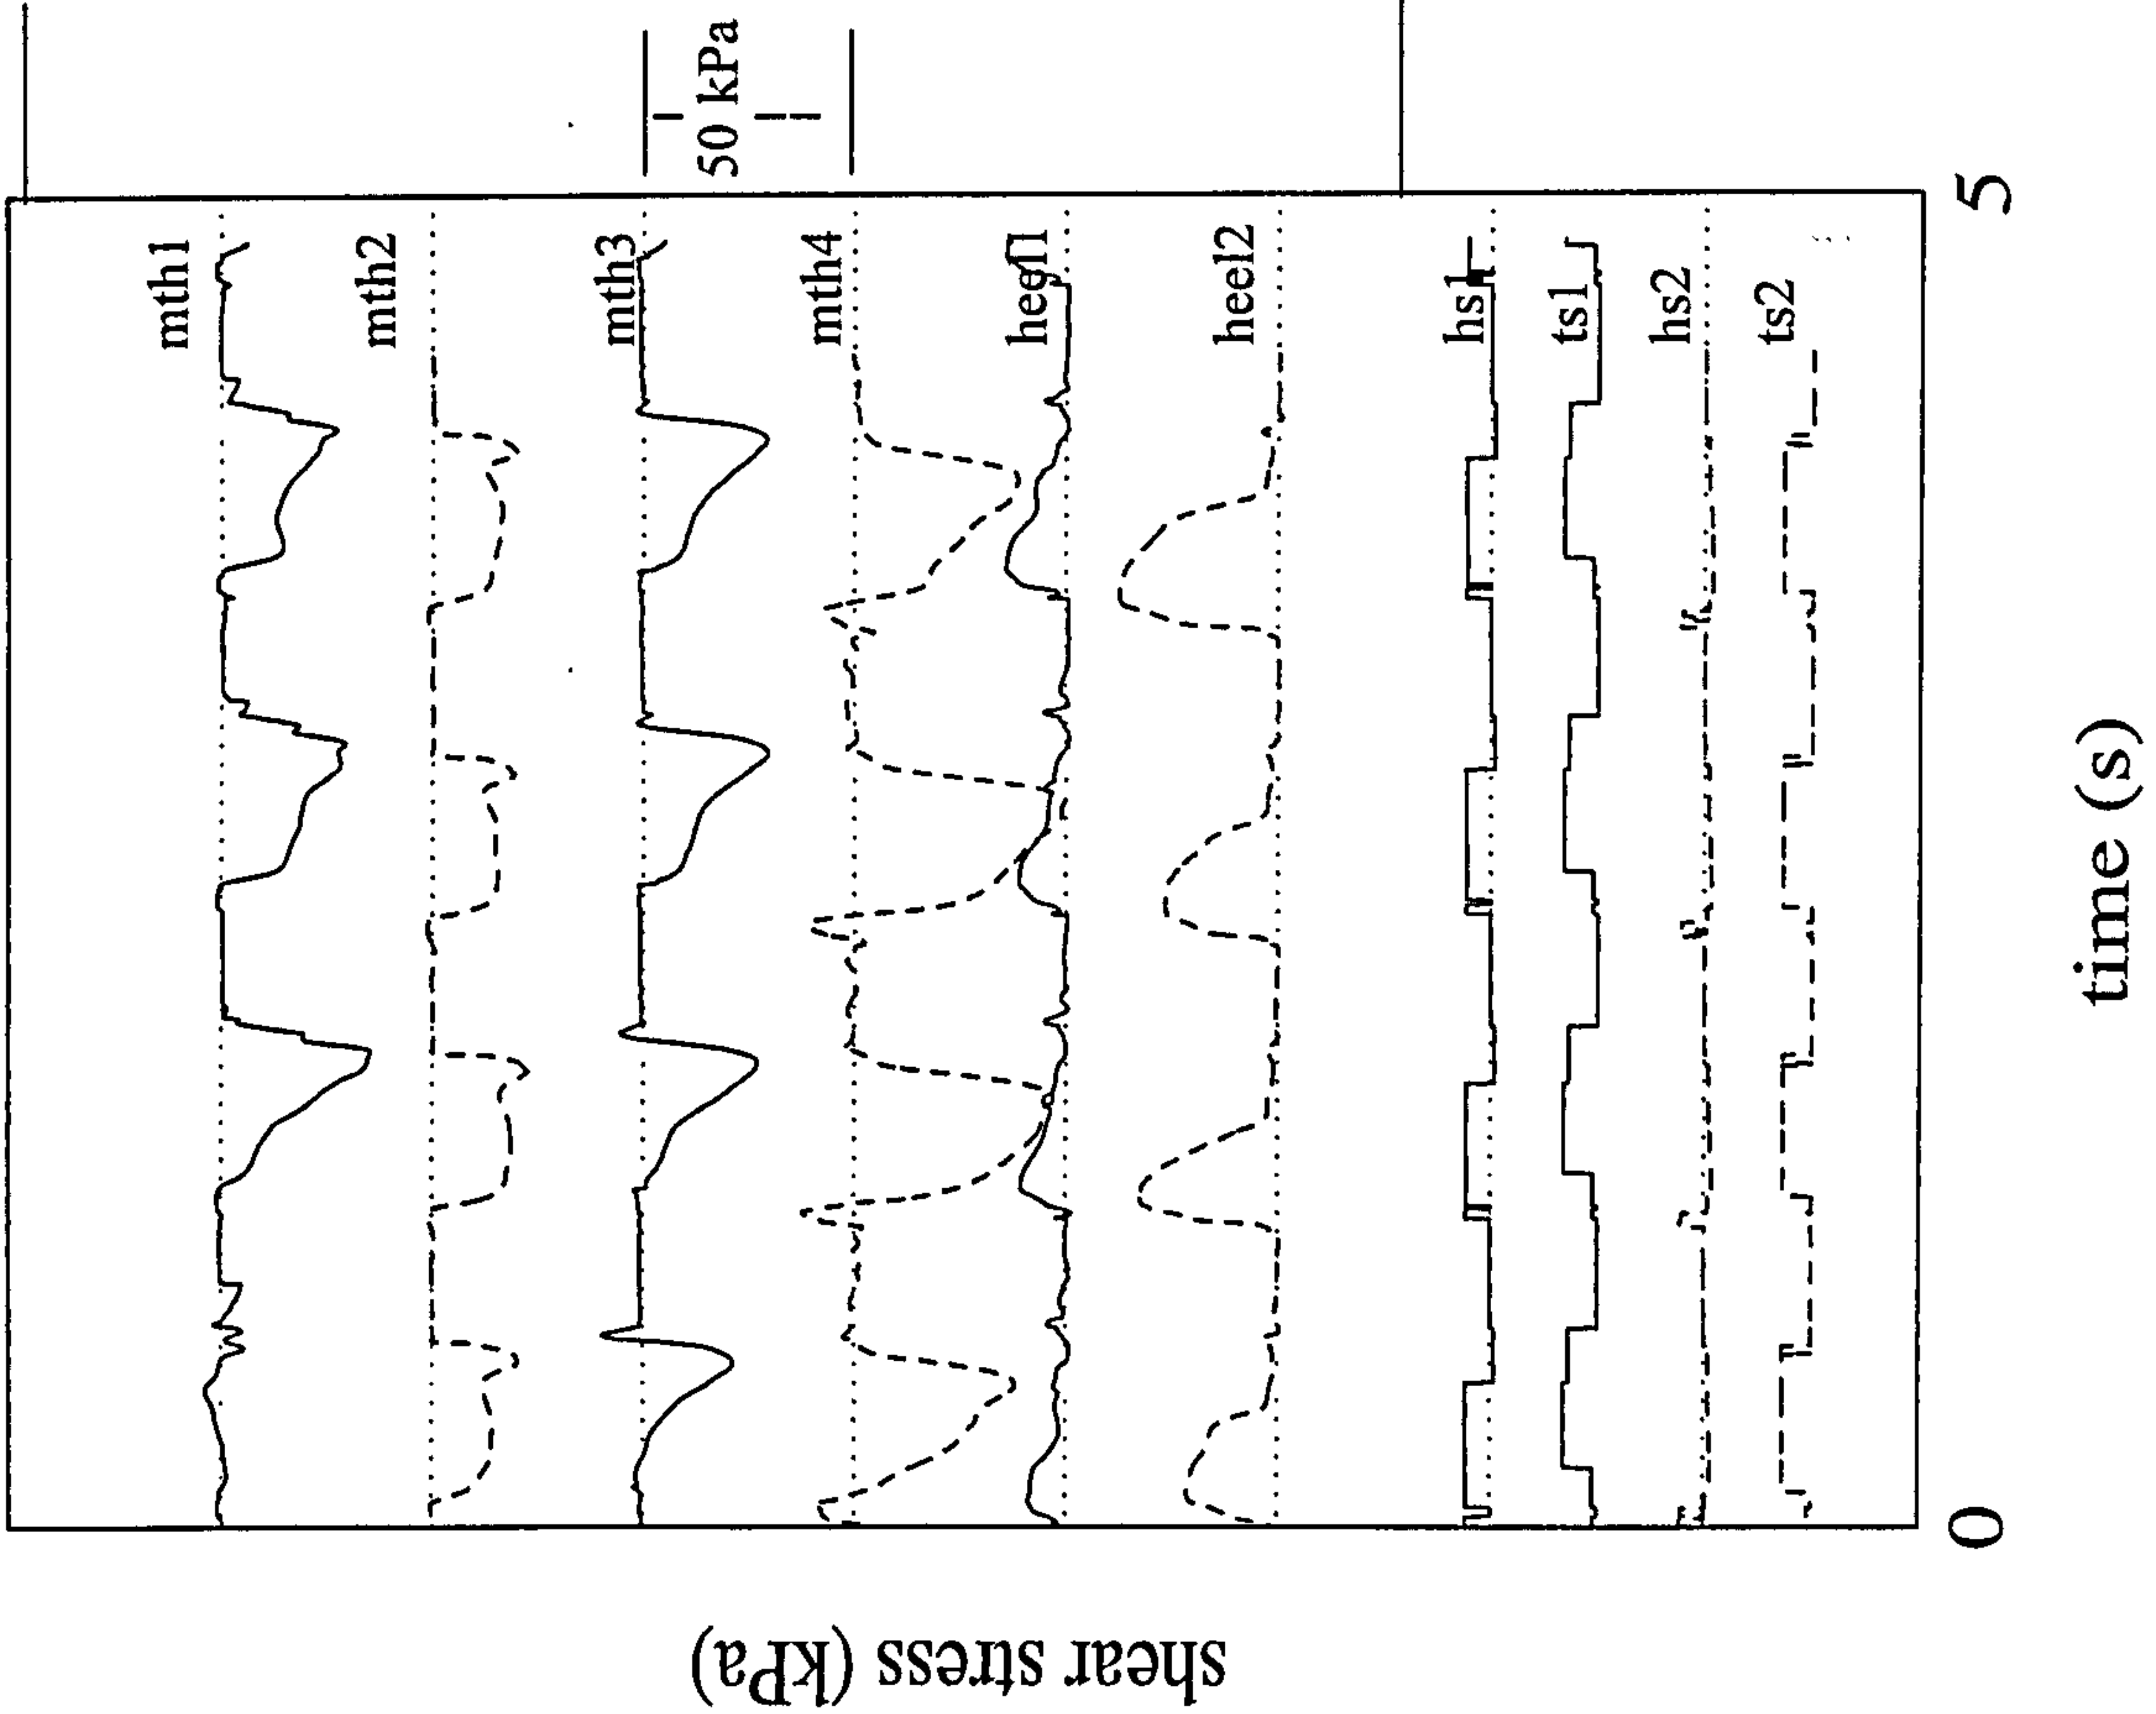 mth1
mth2
mth3
mth4
heel1
heel2
hs1
ts1
hs2
ts2
50 kPa
0
5
time (s)
shear stress (kPa)